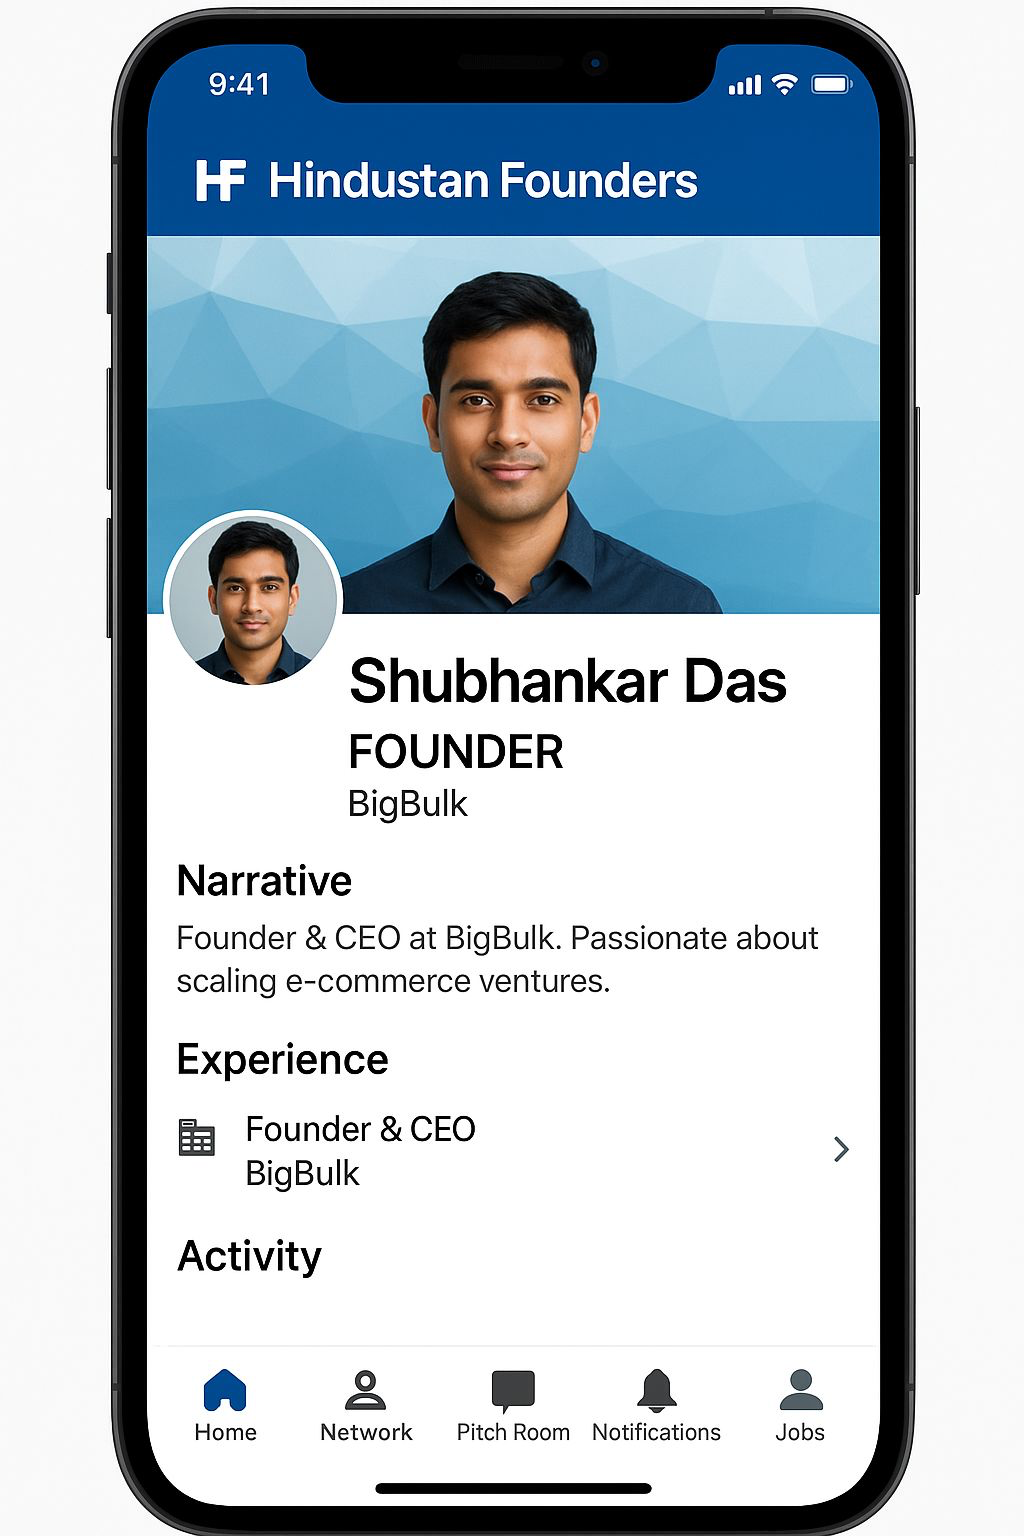 9:41
HF Hindustan Founders
Shubhankar Das
FOUNDER
BigBulk
Narrative
Founder & CEO at BigBulk. Passionate about
scaling e-commerce ventures.
Experience
Founder & CEO
BigBulk
Activity
Home Network Pitch Room Notifications Jobs